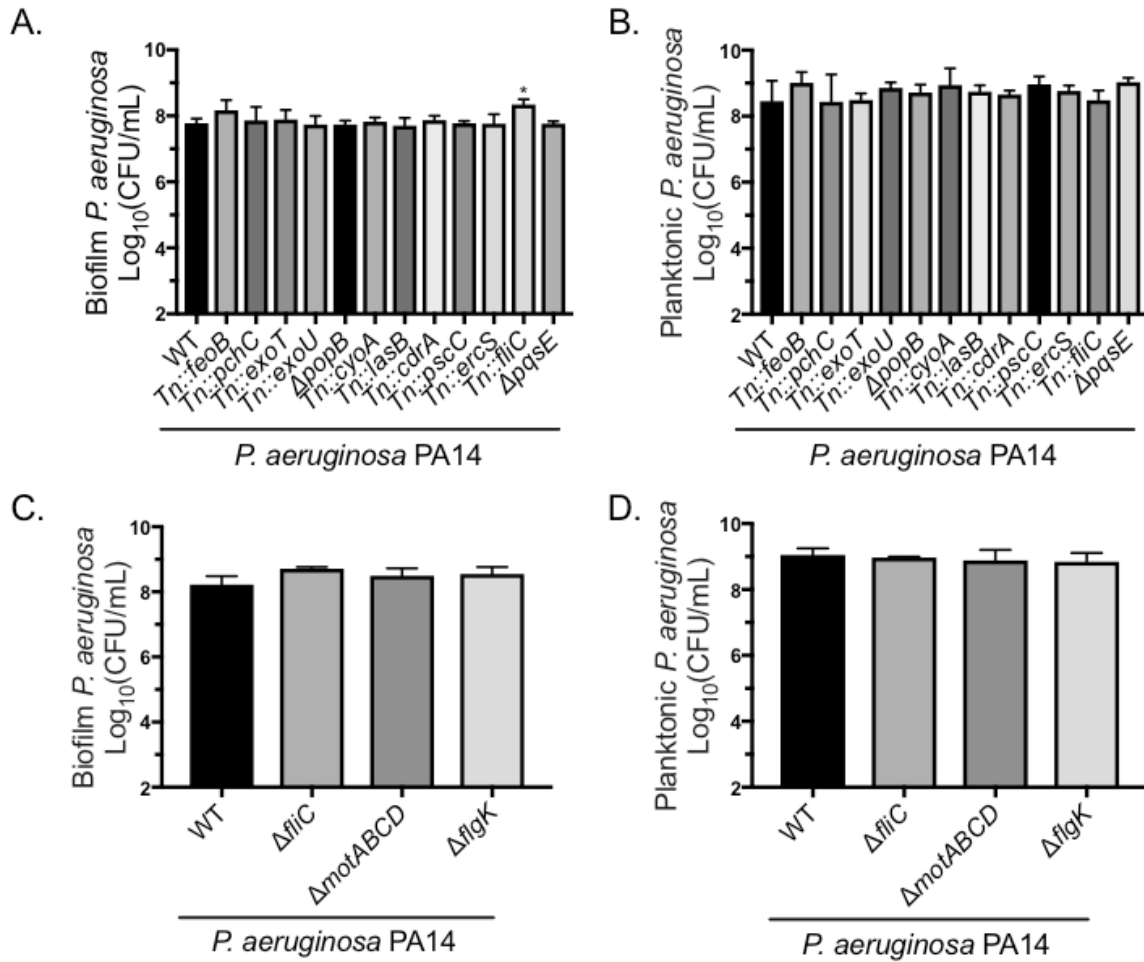 A.
Biofilm P. aeruginosa
Log10(CFU/mL)
10
8
6
4
2
WT
Tn::feoB
Tn::pchC
Tn::exoT
Tn::exoU
ΔpopB
Tn::cyoA
Tn::lasB
Tn::cdrA
Tn::pscC
Tn::ercS
Tn::fliC
ΔpqsE
*
P. aeruginosa PA14
B.
Planktonic P. aeruginosa
Log10(CFU/mL)
10
8
6
4
2
WT
Tn::feoB
Tn::pchC
Tn::exoT
Tn::exoU
ΔpopB
Tn::cyoA
Tn::lasB
Tn::cdrA
Tn::pscC
Tn::ercS
Tn::fliC
ΔpqsE
P. aeruginosa PA14
C.
Biofilm P. aeruginosa
Log10(CFU/mL)
10
8
6
4
2
WT
ΔfliC
ΔmotABCD
ΔflgK
P. aeruginosa PA14
D.
Planktonic P. aeruginosa
Log10(CFU/mL)
10
8
6
4
2
WT
ΔfliC
ΔmotABCD
ΔflgK
P. aeruginosa PA14